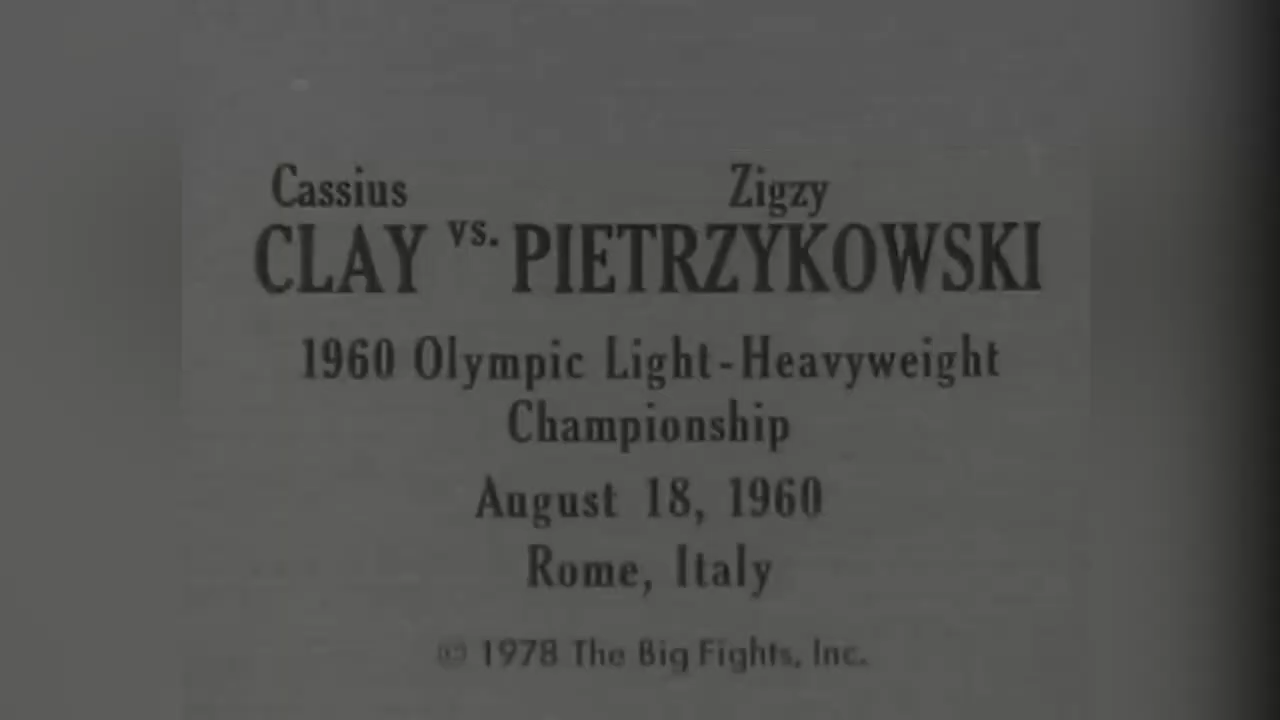 Cassius Zigzy
CLAY vs. PIETRZYKOWSKI
1960 Olympic Light-Heavyweight
Championship
August 18, 1960
Rome, Italy
© 1978 The Big Fights, Inc.